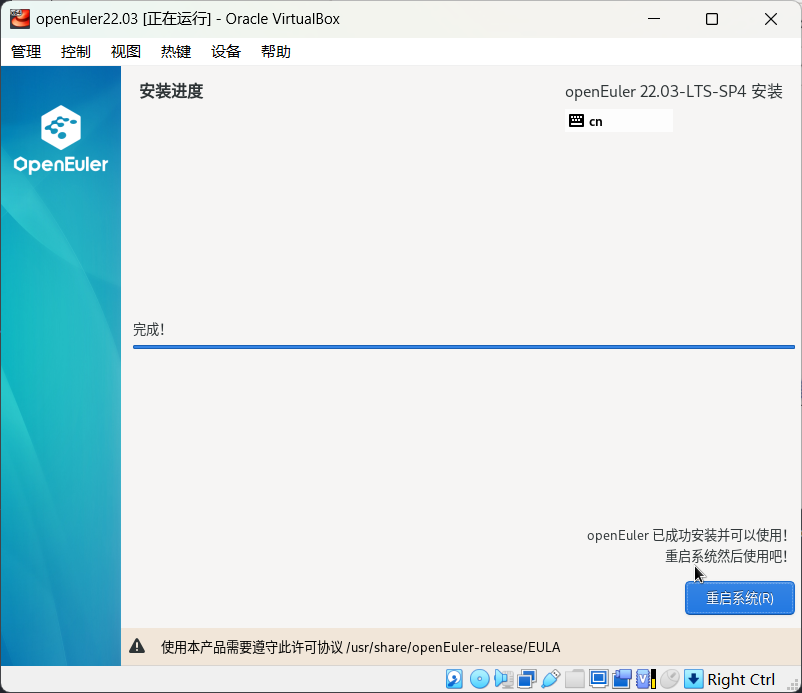 openEuler22.03 [正在运行] - Oracle VirtualBox
管理 控制 视图 热键 设备 帮助
安装进度
openEuler 22.03-LTS-SP4 安装
cn
OpenEuler
完成!
openEuler 已成功安装并可以使用!
重启系统然后使用吧!
重启系统(R)
使用本产品需要遵守此许可协议 /usr/share/openEuler-release/EULA
Right Ctrl